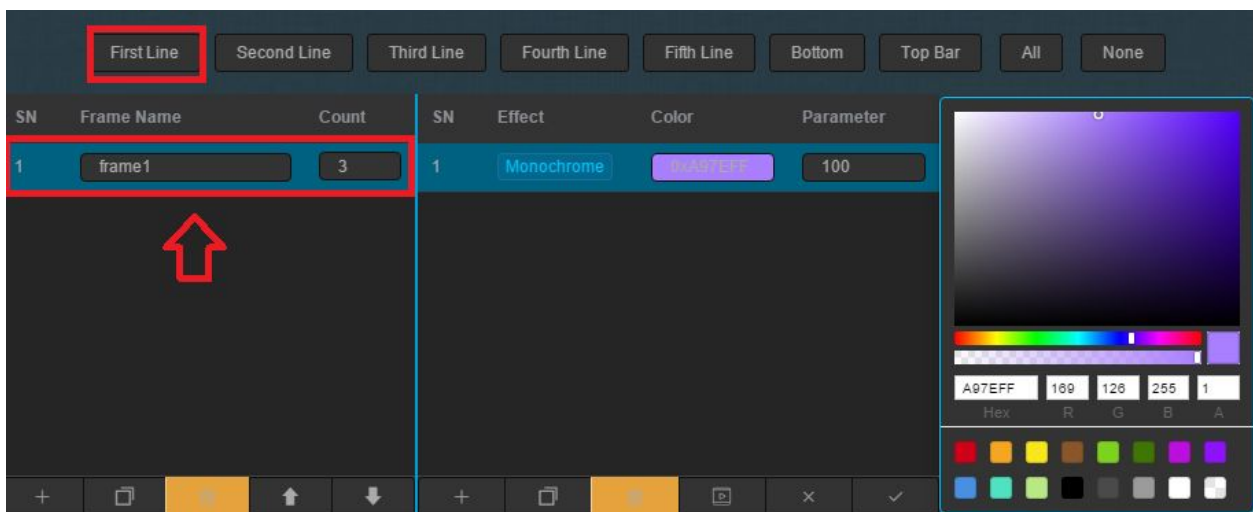 First Line Second Line Third Line Fourth Line Fifth Line Bottom Top Bar All None
SN Frame Name Count SN Effect Color Parameter
1 frame1 3 1 Monochrome 0xA97EFF 100
A97EFF 169 126 255 1
Hex R G B A